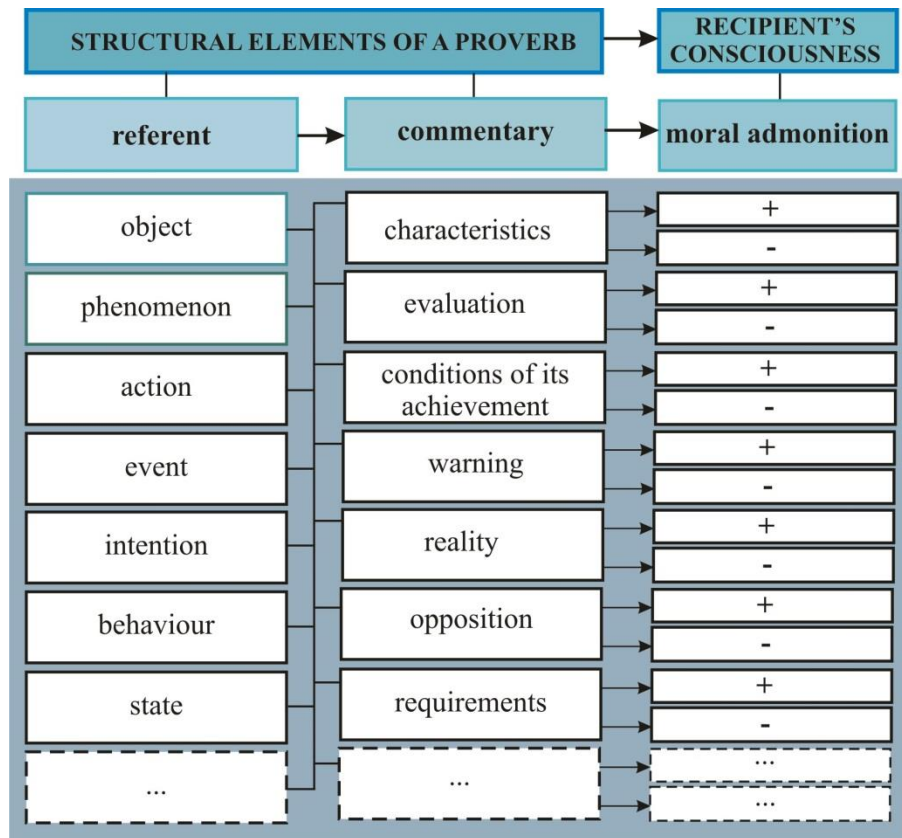 STRUCTURAL ELEMENTS OF A PROVERB
RECIPIENT'S
CONSCIOUSNESS
referent
commentary
moral admonition
object
characteristics
+
-
phenomenon
evaluation
+
-
action
conditions of its
achievement
+
-
event
warning
+
-
intention
reality
+
-
behaviour
opposition
+
-
state
requirements
+
-
...
...
...
...